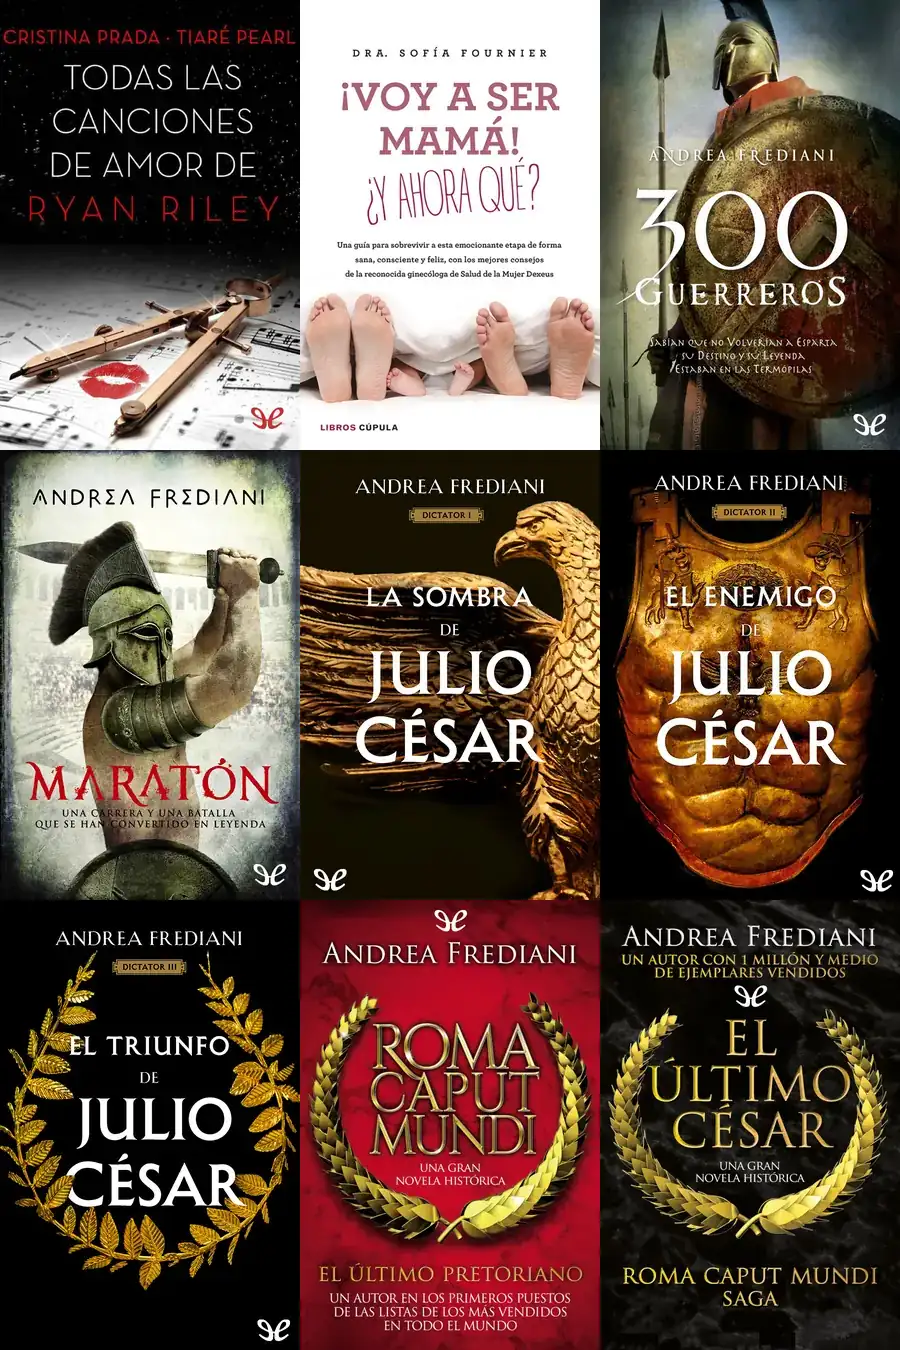 CRISTINA PRADA · TIARÉ PEARL
TODAS LAS
CANCIONES
DE AMOR DE
RYAN RILEY
DRA. SOFÍA FOURNIER
¡VOY A SER
MAMÁ!
¿Y AHORA QUÉ?
Una guía para sobrevivir a esta emocionante etapa de forma
sana, consciente y feliz, con los mejores consejos
de la reconocida ginecóloga de Salud de la Mujer Dexeus
LIBROS CÚPULA
ANDREA FREDIANI
300
GUERREROS
SABÍAN QUE NO VOLVERÍAN A ESPARTA
SU DESTINO Y SU LEYENDA
ESTABAN EN LAS TERMÓPILAS
ANDREA FREDIANI
MARATÓN
UNA CARRERA Y UNA BATALLA
QUE SE HAN CONVERTIDO EN LEYENDA
ANDREA FREDIANI
DICTATOR I
LA SOMBRA
DE
JULIO
CÉSAR
ANDREA FREDIANI
DICTATOR II
EL ENEMIGO
DE
JULIO
CÉSAR
ANDREA FREDIANI
DICTATOR III
EL TRIUNFO
DE
JULIO
CÉSAR
ANDREA FREDIANI
ROMA
CAPUT
MUNDI
UNA GRAN
NOVELA HISTÓRICA
EL ÚLTIMO PRETORIANO
UN AUTOR EN LOS PRIMEROS PUESTOS
DE LAS LISTAS DE LOS MÁS VENDIDOS
EN TODO EL MUNDO
ANDREA FREDIANI
UN AUTOR CON 1 MILLÓN Y MEDIO
DE EJEMPLARES VENDIDOS
EL
ÚLTIMO
CÉSAR
UNA GRAN
NOVELA HISTÓRICA
ROMA CAPUT MUNDI
SAGA